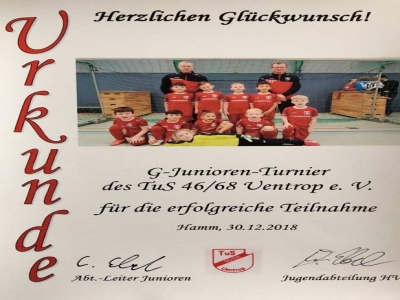 Urkunde
Herzlichen Glückwunsch!
G-Junioren-Turnier
des TuS 46/68 Uentrop e. V.
für die erfolgreiche Teilnahme
Hamm, 30.12.2018
TuS
Uentrop
Abt.-Leiter Junioren
Jugendabteilung HV